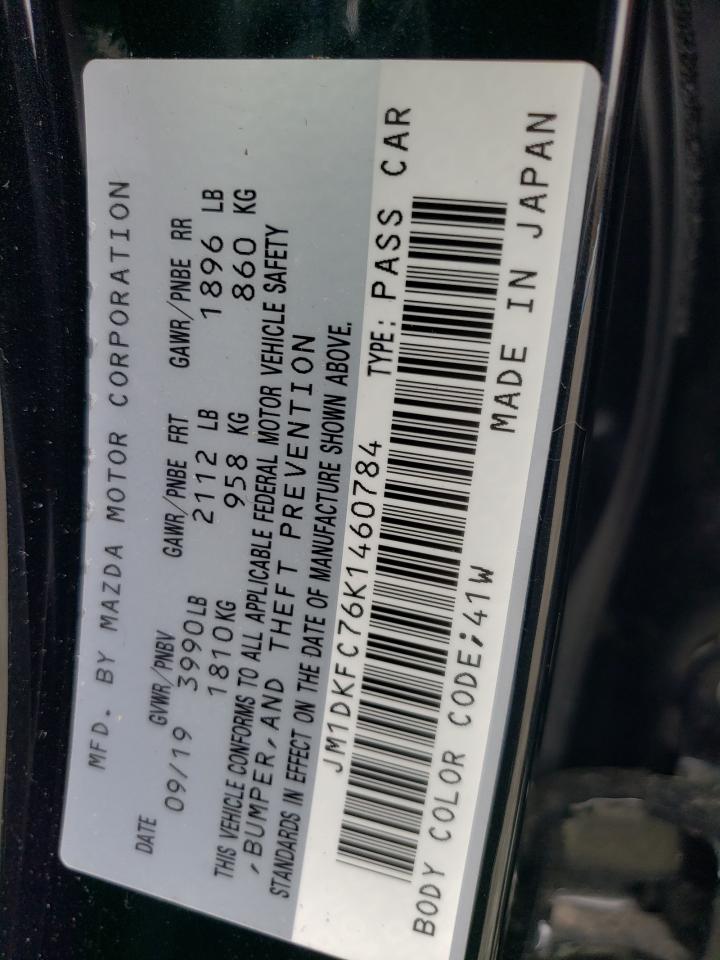 MFD. BY MAZDA MOTOR CORPORATION
DATE GVWR/PNBV GAWR/PNBE FRT GAWR/PNBE RR
09/19 3990LB 2112 LB 1896 LB
1810KG 958 KG 860 KG
THIS VEHICLE CONFORMS TO ALL APPLICABLE FEDERAL MOTOR VEHICLE SAFETY
,BUMPER,AND THEFT PREVENTION
STANDARDS IN EFFECT ON THE DATE OF MANUFACTURE SHOWN ABOVE.
JM1DKFC76K1460784 TYPE: PASS CAR
BODY COLOR CODE;41W MADE IN JAPAN